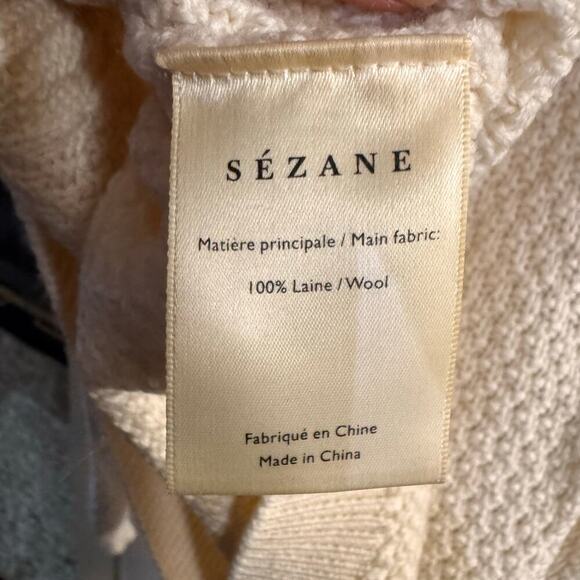 SÉZANE
Matière principale / Main fabric:
100% Laine / Wool
Fabriqué en Chine
Made in China